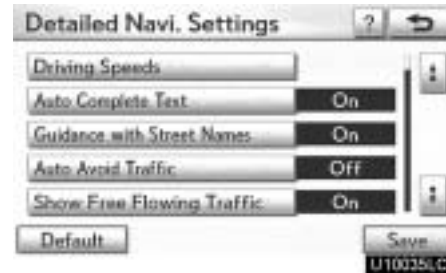 Detailed Navi. Settings ?
Driving Speeds
Auto Complete Text On
Guidance with Street Names On
Auto Avoid Traffic Off
Show Free Flowing Traffic On
Default Save
U10035LC